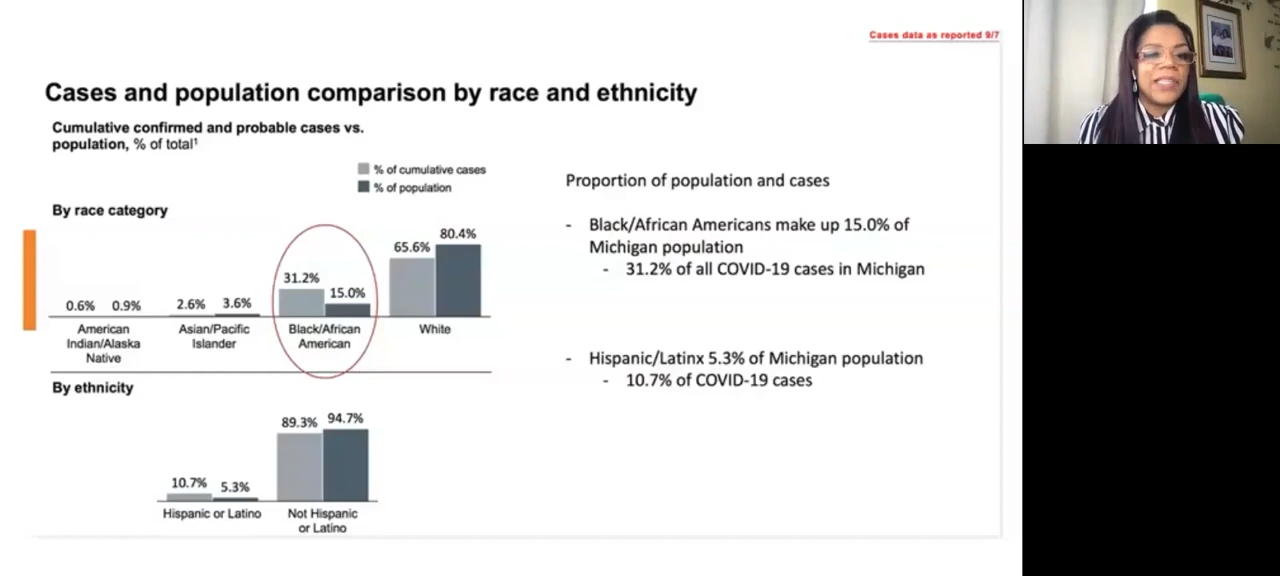 Cases data as reported 9/7
Cases and population comparison by race and ethnicity
Cumulative confirmed and probable cases vs.
population, % of total¹
% of cumulative cases
% of population
By race category
0.6% 0.9% 2.6% 3.6% 31.2% 15.0% 65.6% 80.4%
American
Indian/Alaska
Native
Asian/Pacific
Islander
Black/African
American
White
By ethnicity
10.7% 5.3% 89.3% 94.7%
Hispanic or Latino
Not Hispanic
or Latino
Proportion of population and cases
- Black/African Americans make up 15.0% of
Michigan population
- 31.2% of all COVID-19 cases in Michigan
- Hispanic/Latinx 5.3% of Michigan population
- 10.7% of COVID-19 cases